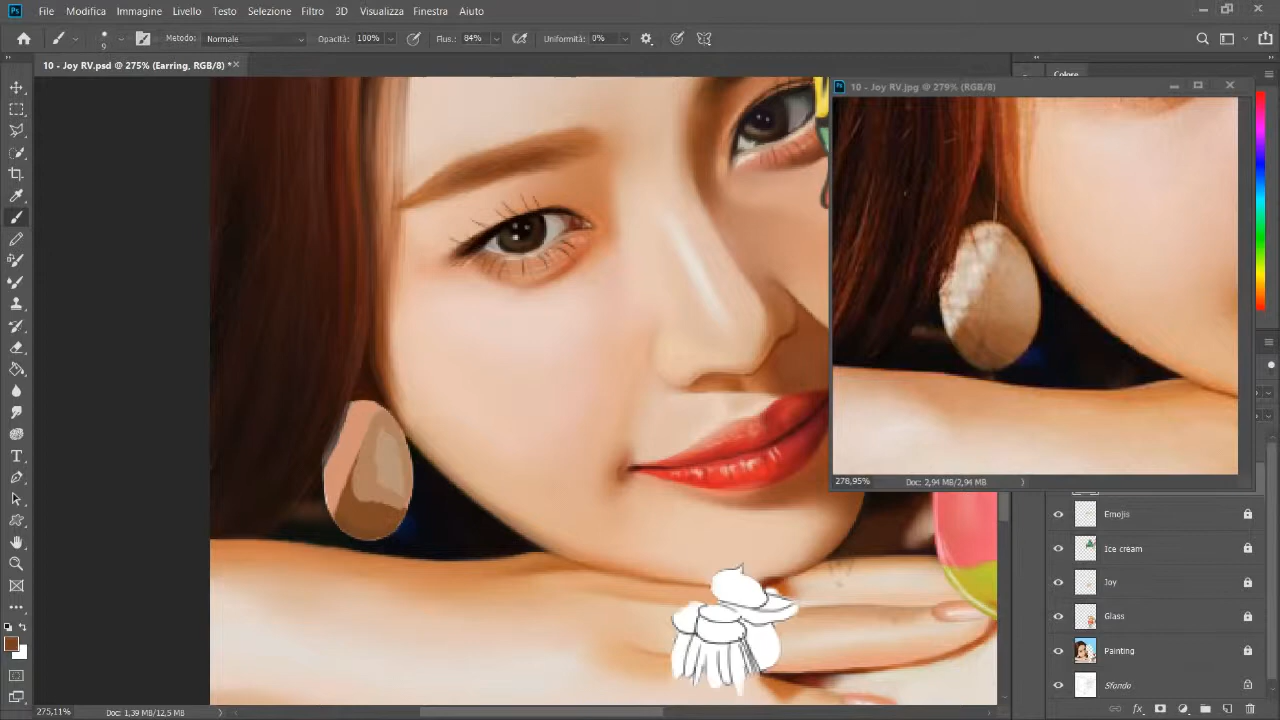 Ps File Modifica Immagine Livello Testo Selezione Filtro 3D Visualizza Finestra Aiuto
9 Metodo: Normale Opacità: 100% Flus.: 84% Uniformità: 0%
10 - Joy RV.psd @ 275% (Earring, RGB/8) *
Colore
10 - Joy RV.jpg @ 279% (RGB/8)
278,95% Doc: 2,94 MB/2,94 MB
Emojis
Ice cream
Joy
Glass
Painting
Sfondo
275,11% Doc: 1,39 MB/12,5 MB